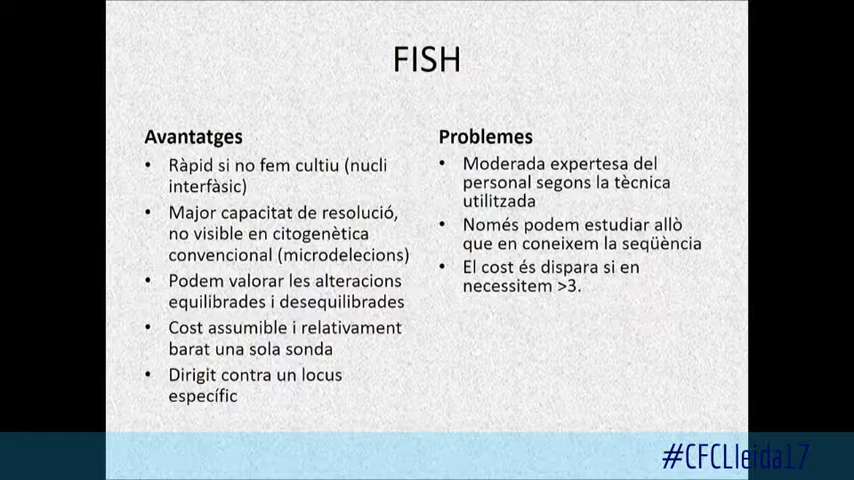 FISH
Avantatges
• Ràpid si no fem cultiu (nucli
interfàsic)
• Major capacitat de resolució,
no visible en citogenètica
convencional (microdelecions)
• Podem valorar les alteracions
equilibrades i desequilibrades
• Cost assumible i relativament
barat una sola sonda
• Dirigit contra un locus
específic
Problemes
• Moderada expertesa del
personal segons la tècnica
utilitzada
• Només podem estudiar allò
que en coneixem la seqüència
• El cost és dispara si en
necessitem >3.
#CFCLleida17